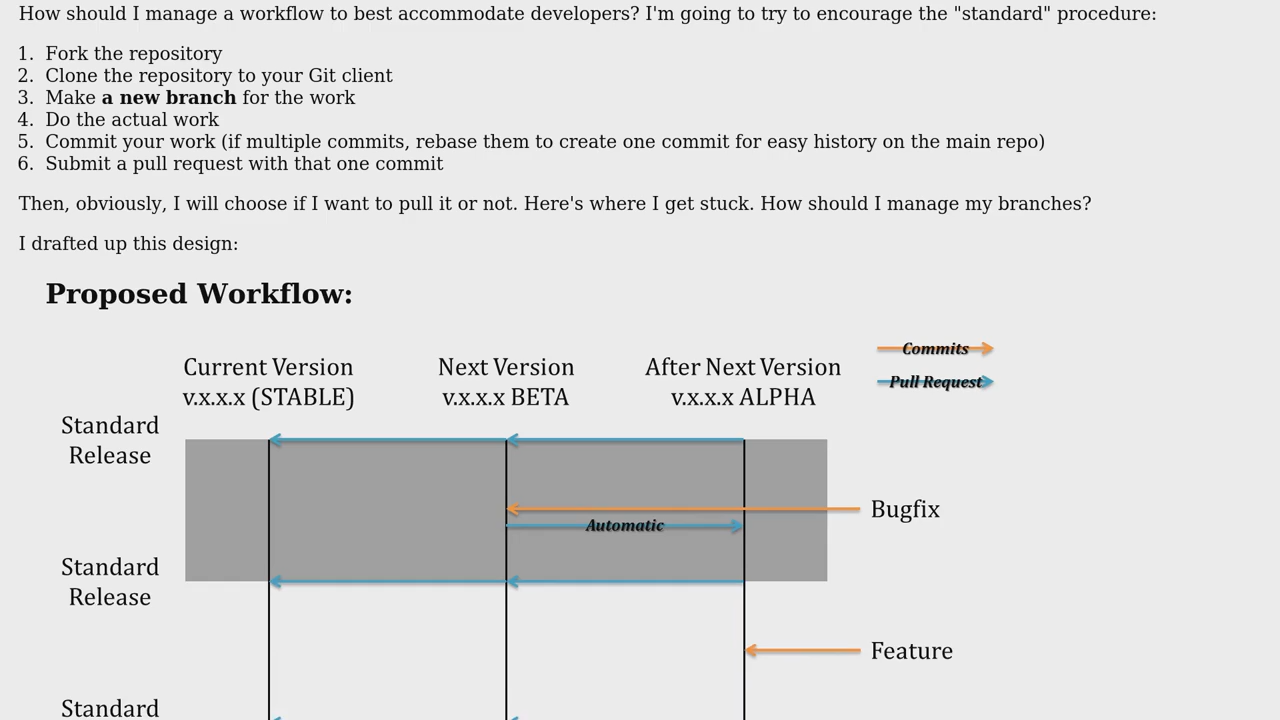 How should I manage a workflow to best accommodate developers? I'm going to try to encourage the "standard" procedure:
1. Fork the repository
2. Clone the repository to your Git client
3. Make a new branch for the work
4. Do the actual work
5. Commit your work (if multiple commits, rebase them to create one commit for easy history on the main repo)
6. Submit a pull request with that one commit
Then, obviously, I will choose if I want to pull it or not. Here's where I get stuck. How should I manage my branches?
I drafted up this design:
Proposed Workflow:
Commits
Pull Request
Current Version
v.x.x.x (STABLE)
Next Version
v.x.x.x BETA
After Next Version
v.x.x.x ALPHA
Standard
Release
Bugfix
Automatic
Standard
Release
Feature
Standard